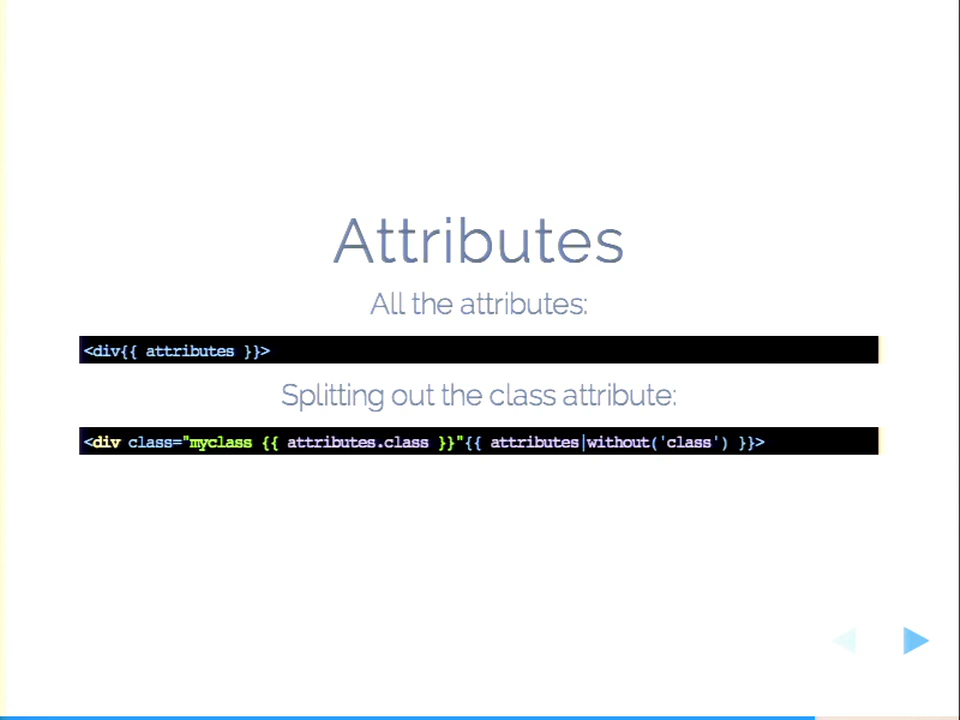 Attributes
All the attributes:
<div{{ attributes }}>
Splitting out the class attribute:
<div class="myclass {{ attributes.class }}"{{ attributes|without('class') }}>